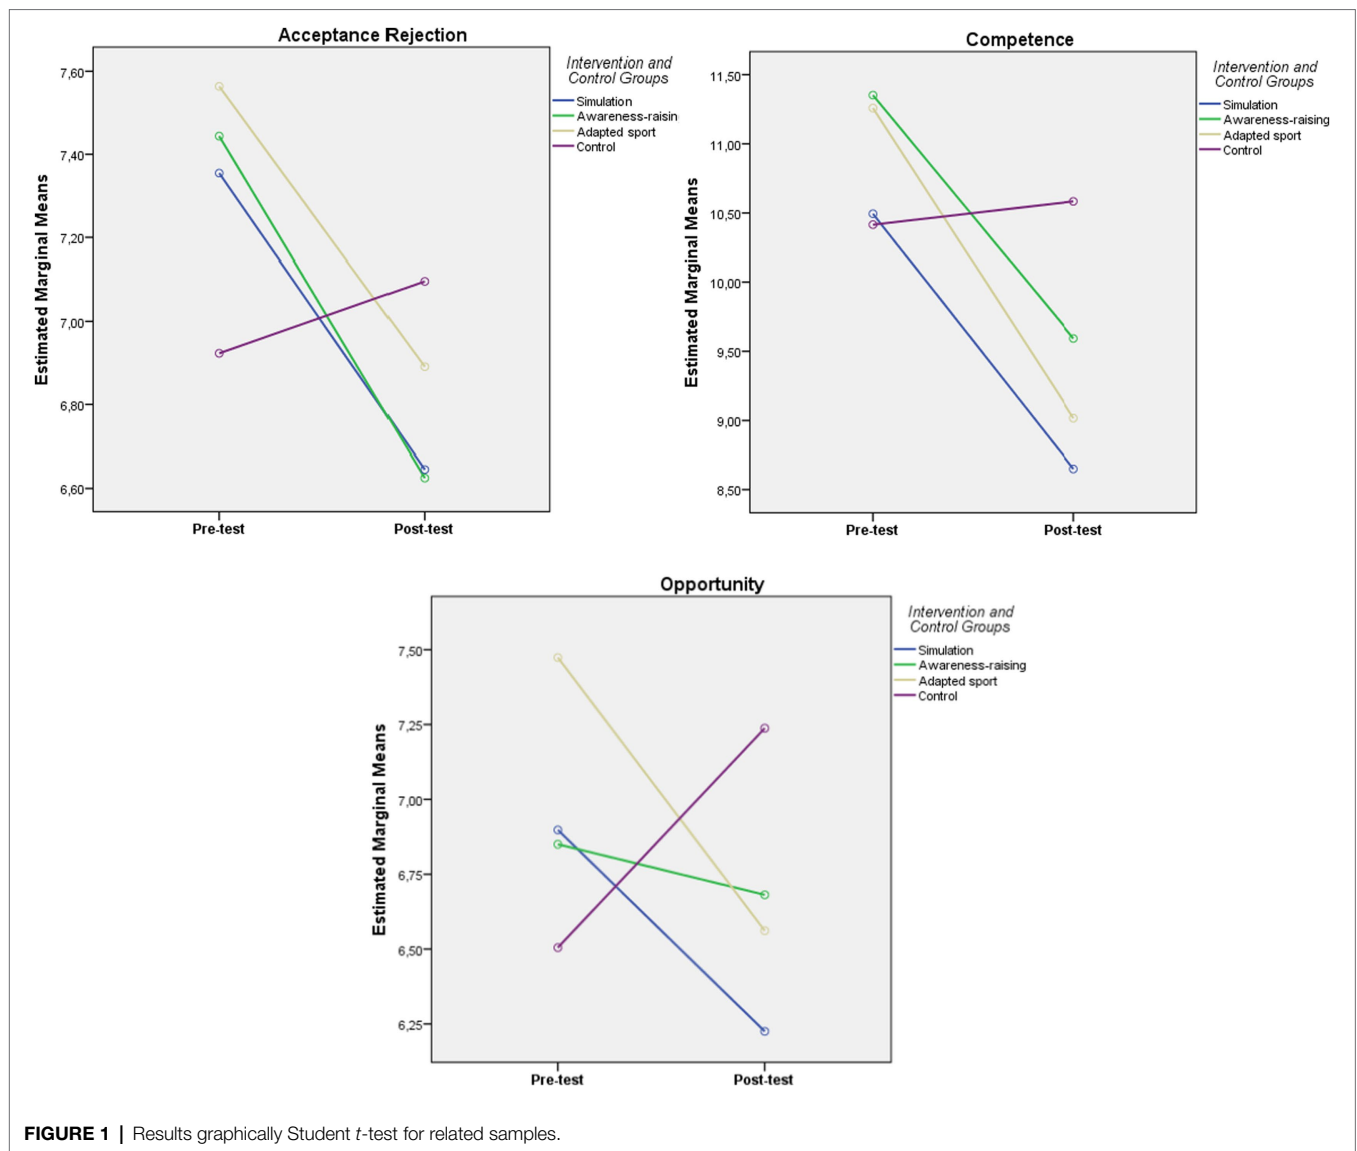 Acceptance Rejection
Intervention and
Control Groups
Simulation
Awareness-raisin
Adapted sport
Control
Estimated Marginal Means
7,60
7,40
7,20
7,00
6,80
6,60
Pre-test
Post-test
Competence
Intervention and
Control Groups
Simulation
Awareness-raising
Adapted sport
Control
Estimated Marginal Means
11,50
11,00
10,50
10,00
9,50
9,00
8,50
Pre-test
Post-test
Opportunity
Intervention and
Control Groups
Simulation
Awareness-raising
Adapted sport
Control
Estimated Marginal Means
7,50
7,25
7,00
6,75
6,50
6,25
Pre-test
Post-test
FIGURE 1 | Results graphically Student t-test for related samples.